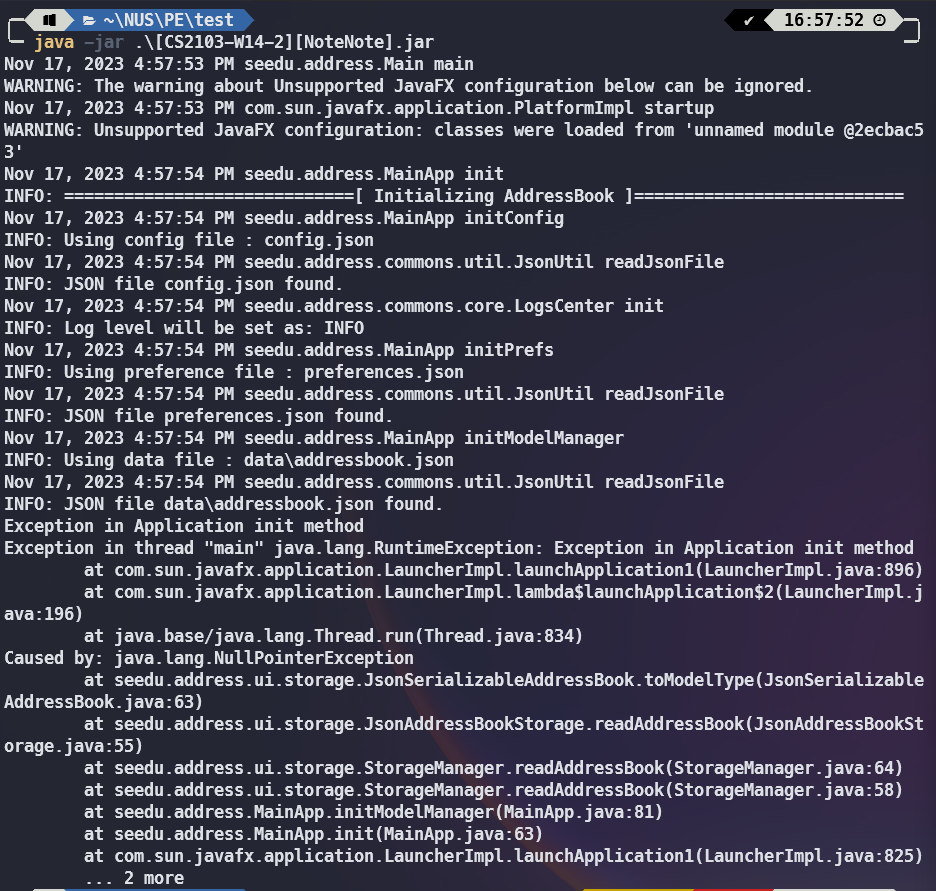 ~\NUS\PE\test ✔ 16:57:52
java -jar .\[CS2103-W14-2][NoteNote].jar
Nov 17, 2023 4:57:53 PM seedu.address.Main main
WARNING: The warning about Unsupported JavaFX configuration below can be ignored.
Nov 17, 2023 4:57:53 PM com.sun.javafx.application.PlatformImpl startup
WARNING: Unsupported JavaFX configuration: classes were loaded from 'unnamed module @2ecbac5
3'
Nov 17, 2023 4:57:54 PM seedu.address.MainApp init
INFO: =============================[ Initializing AddressBook ]===========================
Nov 17, 2023 4:57:54 PM seedu.address.MainApp initConfig
INFO: Using config file : config.json
Nov 17, 2023 4:57:54 PM seedu.address.commons.util.JsonUtil readJsonFile
INFO: JSON file config.json found.
Nov 17, 2023 4:57:54 PM seedu.address.commons.core.LogsCenter init
INFO: Log level will be set as: INFO
Nov 17, 2023 4:57:54 PM seedu.address.MainApp initPrefs
INFO: Using preference file : preferences.json
Nov 17, 2023 4:57:54 PM seedu.address.commons.util.JsonUtil readJsonFile
INFO: JSON file preferences.json found.
Nov 17, 2023 4:57:54 PM seedu.address.MainApp initModelManager
INFO: Using data file : data\addressbook.json
Nov 17, 2023 4:57:54 PM seedu.address.commons.util.JsonUtil readJsonFile
INFO: JSON file data\addressbook.json found.
Exception in Application init method
Exception in thread "main" java.lang.RuntimeException: Exception in Application init method
        at com.sun.javafx.application.LauncherImpl.launchApplication1(LauncherImpl.java:896)
        at com.sun.javafx.application.LauncherImpl.lambda$launchApplication$2(LauncherImpl.j
ava:196)
        at java.base/java.lang.Thread.run(Thread.java:834)
Caused by: java.lang.NullPointerException
        at seedu.address.ui.storage.JsonSerializableAddressBook.toModelType(JsonSerializable
AddressBook.java:63)
        at seedu.address.ui.storage.JsonAddressBookStorage.readAddressBook(JsonAddressBookSt
orage.java:55)
        at seedu.address.ui.storage.StorageManager.readAddressBook(StorageManager.java:64)
        at seedu.address.ui.storage.StorageManager.readAddressBook(StorageManager.java:58)
        at seedu.address.MainApp.initModelManager(MainApp.java:81)
        at seedu.address.MainApp.init(MainApp.java:63)
        at com.sun.javafx.application.LauncherImpl.launchApplication1(LauncherImpl.java:825)
        ... 2 more